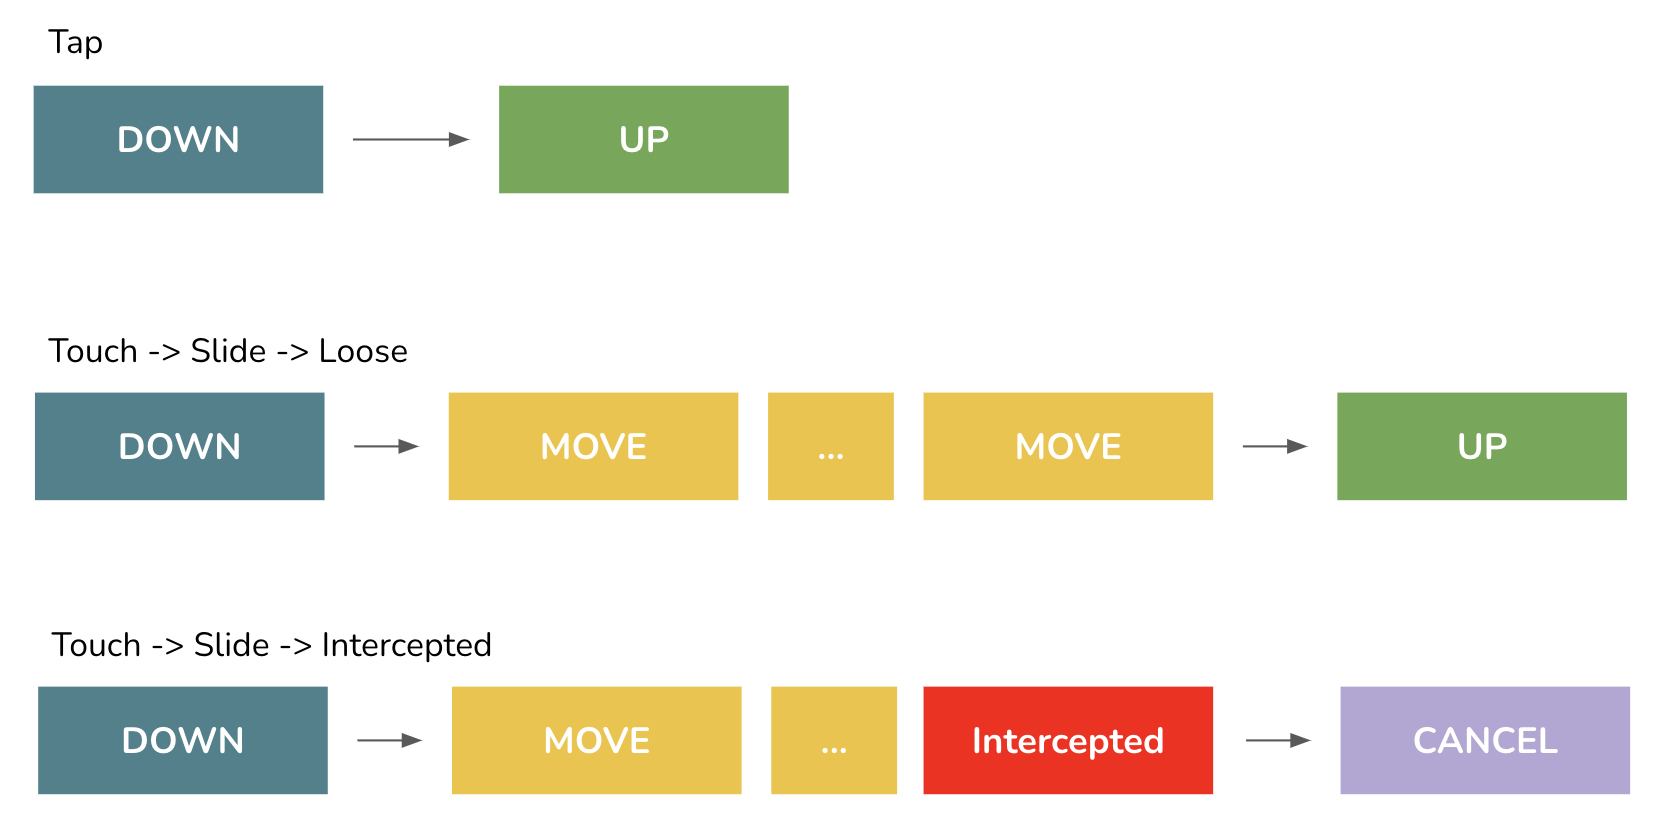 Tap
DOWN UP
Touch -> Slide -> Loose
DOWN MOVE ... MOVE UP
Touch -> Slide -> Intercepted
DOWN MOVE ... Intercepted CANCEL